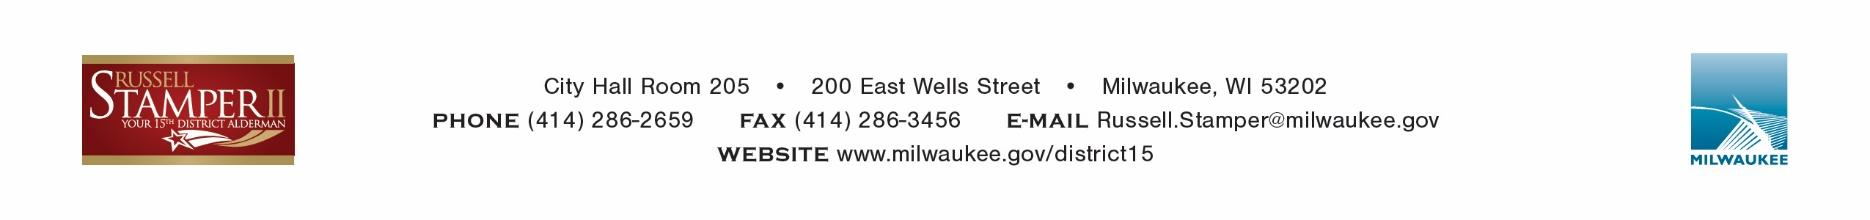 RUSSELL
STAMPER II
YOUR 15TH DISTRICT ALDERMAN
City Hall Room 205 • 200 East Wells Street • Milwaukee, WI 53202
PHONE (414) 286-2659 FAX (414) 286-3456 E-MAIL Russell.Stamper@milwaukee.gov
WEBSITE www.milwaukee.gov/district15
MILWAUKEE